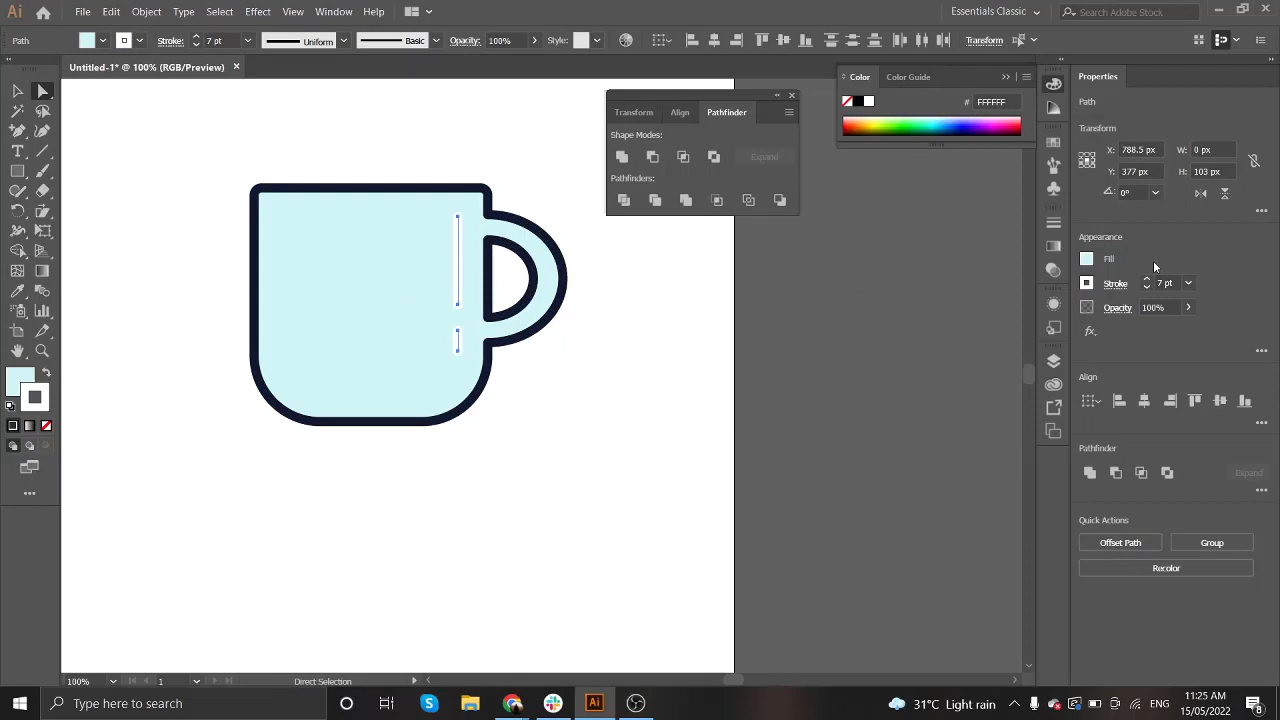 Ai File Edit Object Type Select Effect View Window Help Essentials Classic Search Adobe Stock
Path Stroke: 7 pt Uniform Basic Opacity: 100% Style: Transform
Untitled-1* @ 100% (RGB/Preview)
Transform Align Pathfinder
Shape Modes:
Expand
Pathfinders:
Color Color Guide
# FFFFFF
Properties
Path
Transform
X: 788.5 px W: 0 px
Y: 377 px H: 103 px
0°
Appearance
Fill
Stroke 7 pt
Opacity 100%
fx
Align
Pathfinder
Expand
Quick Actions
Offset Path Group
Recolor
100% 1 Direct Selection
Type here to search
Ai
31°C Light rain
ENG
11:25 AM
15/05/2022
8